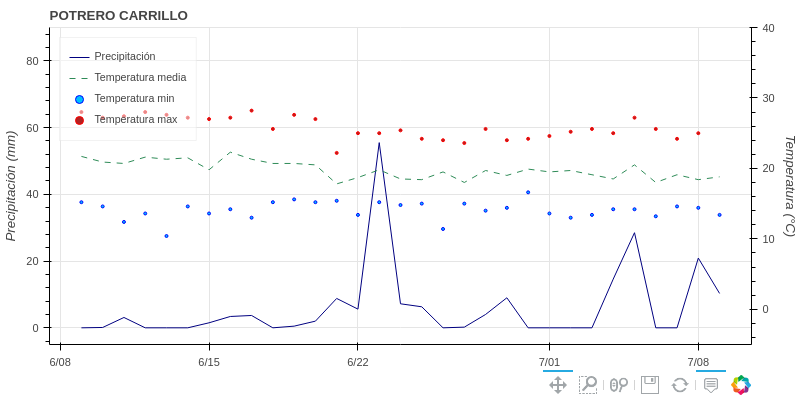 POTRERO CARRILLO
Precipitación
Temperatura media
Temperatura min
Temperatura max
Precipitación (mm)
80
60
40
20
0
Temperatura (°C)
40
30
20
10
0
6/08
6/15
6/22
7/01
7/08